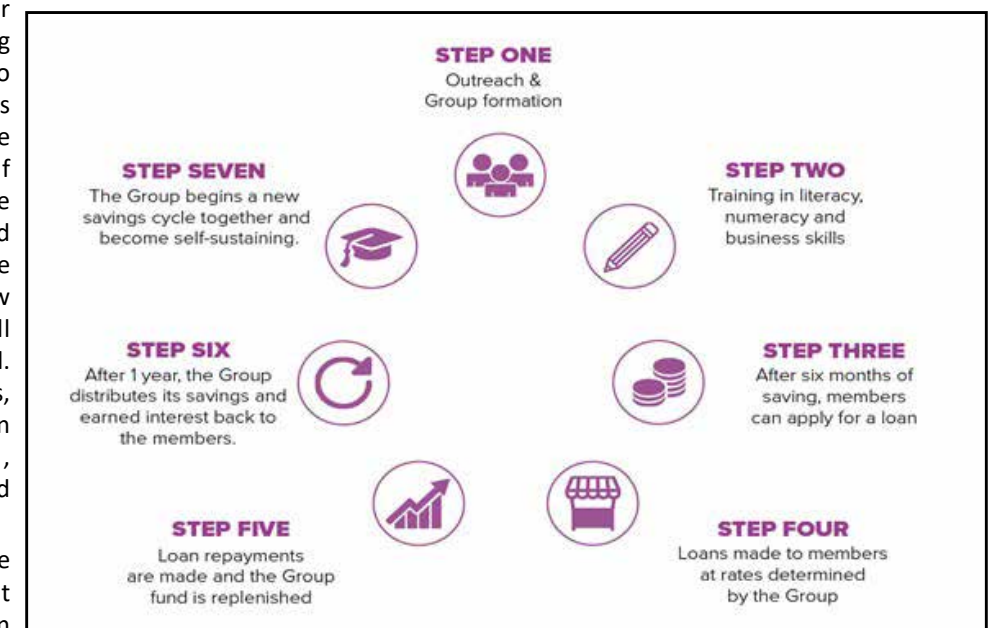 STEP ONE
Outreach &
Group formation
STEP TWO
Training in literacy,
numeracy and
business skills
STEP THREE
After six months of
saving, members
can apply for a loan
STEP FOUR
Loans made to members
at rates determined
by the Group
STEP FIVE
Loan repayments
are made and the Group
fund is replenished
STEP SIX
After 1 year, the Group
distributes its savings and
earned interest back to
the members.
STEP SEVEN
The Group begins a new
savings cycle together and
become self-sustaining.